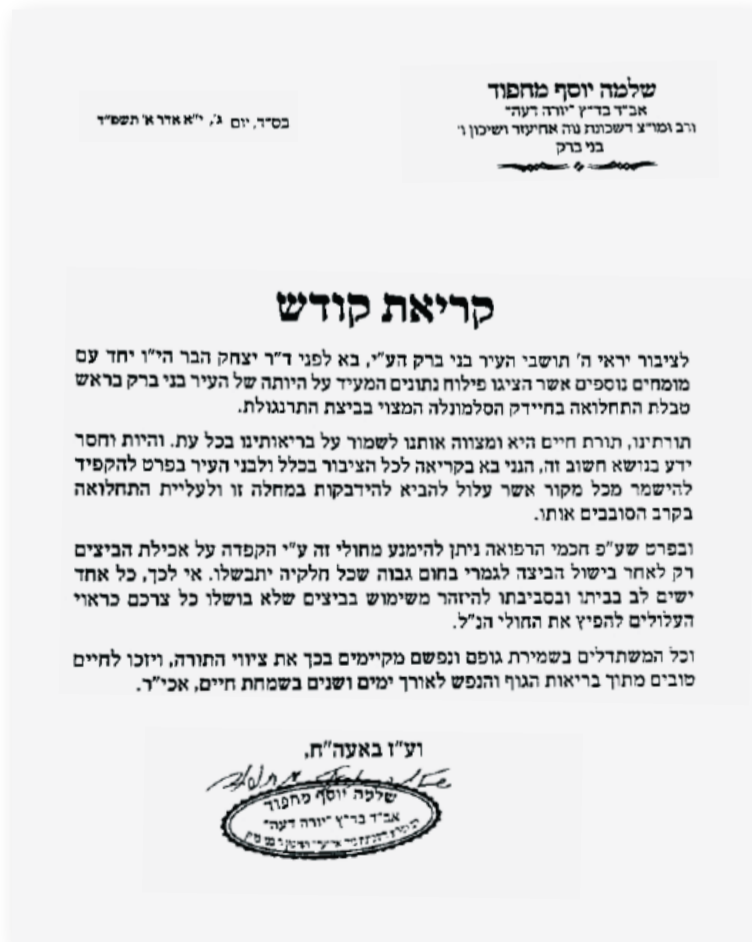 שלמה יוסף מחפוד
אב״ד בד״ץ "יורה דעה"
ורב ומו״צ דשכונת נוה אחיעזר ושיכון ו'
בני ברק
בס״ד, יום ג', י״א אדר א' תשפ״ד
קריאת קודש
לציבור יראי ה' תושבי העיר בני ברק הע״י, בא לפני ד״ר יצחק הבר הי״ו יחד עם
מומחים נוספים אשר הציגו פילוח נתונים המעיד על היותה של העיר בני ברק בראש
טבלת התחלואה בחיידק הסלמונלה המצוי בביצת התרנגולת.
תורתינו, תורת חיים היא ומצווה אותנו לשמור על בריאותינו בכל עת. והיות וחסר
ידע בנושא חשוב זה, הנני בא בקריאה לכל הציבור בכלל ולבני העיר בפרט להקפיד
להישמר מכל מקור אשר עלול להביא להידבקות במחלה זו ולעליית התחלואה
בקרב הסובבים אותו.
ובפרט שע״פ חכמי הרפואה ניתן להימנע מחולי זה ע״י הקפדה על אכילת הביצים
רק לאחר בישול הביצה לגמרי בחום גבוה שכל חלקיה יתבשלו. אי לכך, כל אחד
ישים לב בביתו ובסביבתו להיזהר משימוש בביצים שלא בושלו כל צרכם כראוי
העלולים להפיץ את החולי הנ״ל.
וכל המשתדלים בשמירת גופם ונפשם מקיימים בכך את ציווי התורה, ויזכו לחיים
טובים מתוך בריאות הגוף והנפש לאורך ימים ושנים בשמחת חיים, אכי״ר.
וע״ז באעה״ח,
שלמה יוסף מחפוד
אב״ד בד״ץ "יורה דעה"